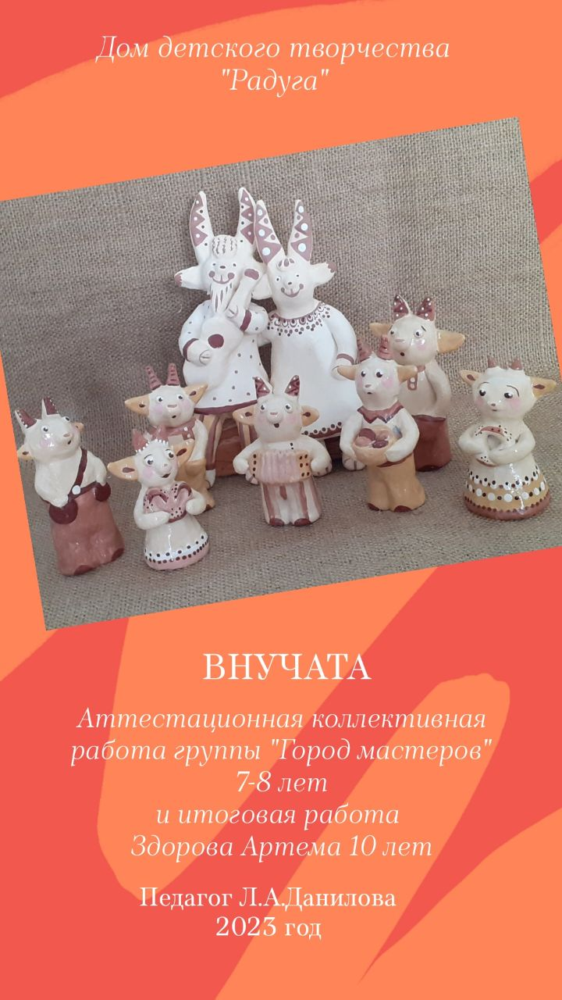 Дом детского творчества
"Радуга"
ВНУЧАТА
Аттестационная коллективная
работа группы "Город мастеров"
7-8 лет
и итоговая работа
Здорова Артема 10 лет
Педагог Л.А.Данилова
2023 год